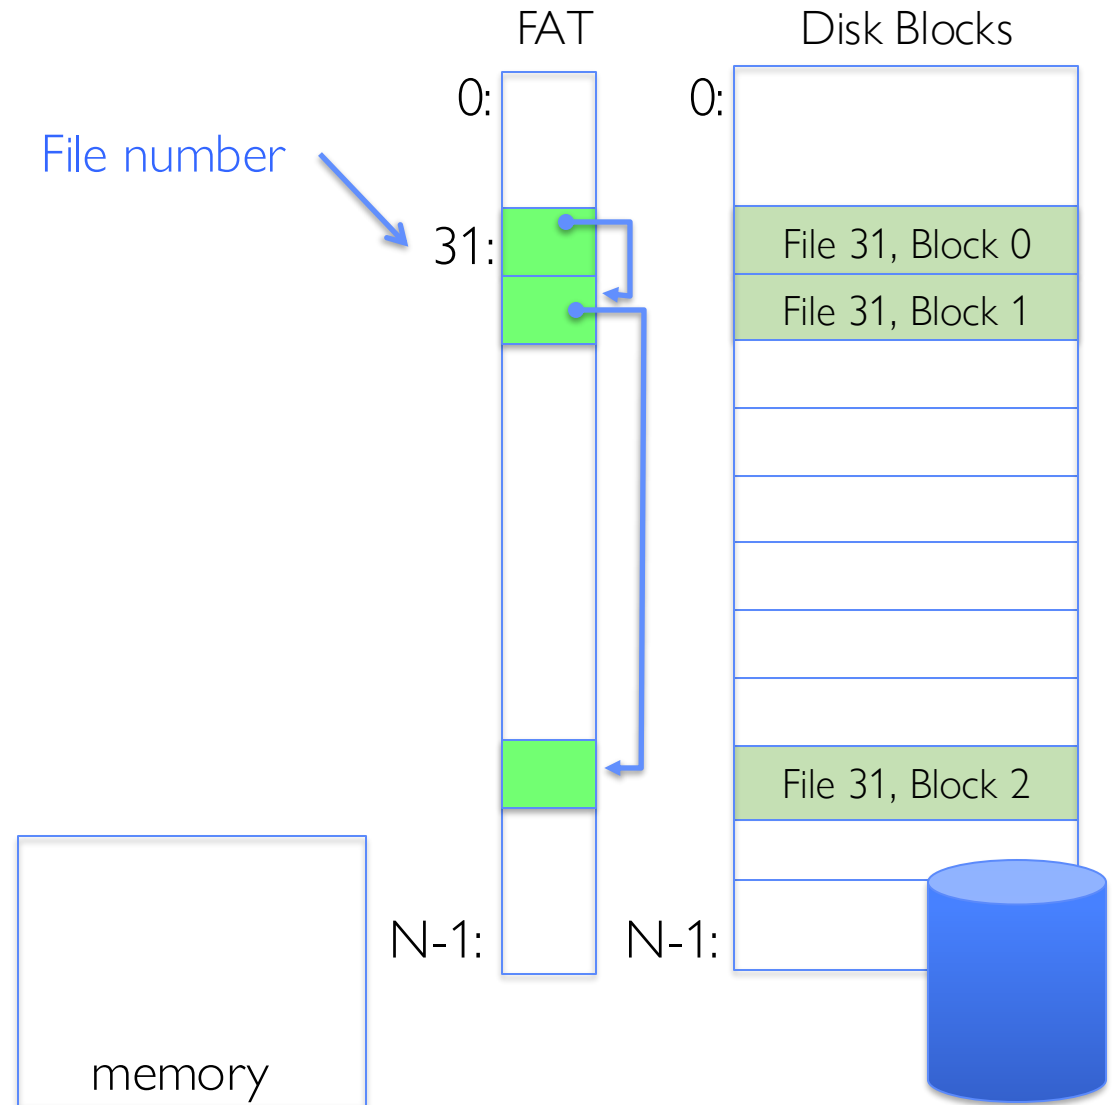 FAT
Disk Blocks
0:
0:
File number
31:
File 31, Block 0
File 31, Block 1
File 31, Block 2
N-1:
N-1:
memory